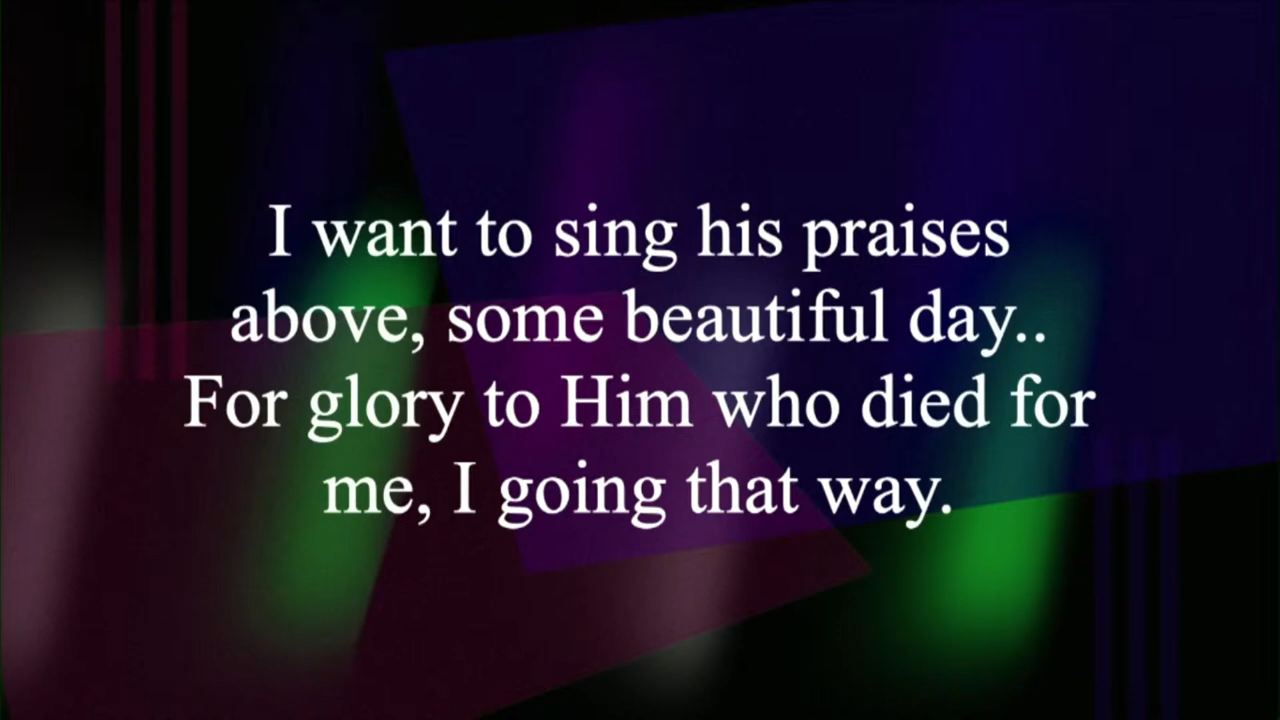 I want to sing his praises
above, some beautiful day..
For glory to Him who died for
me, I going that way.